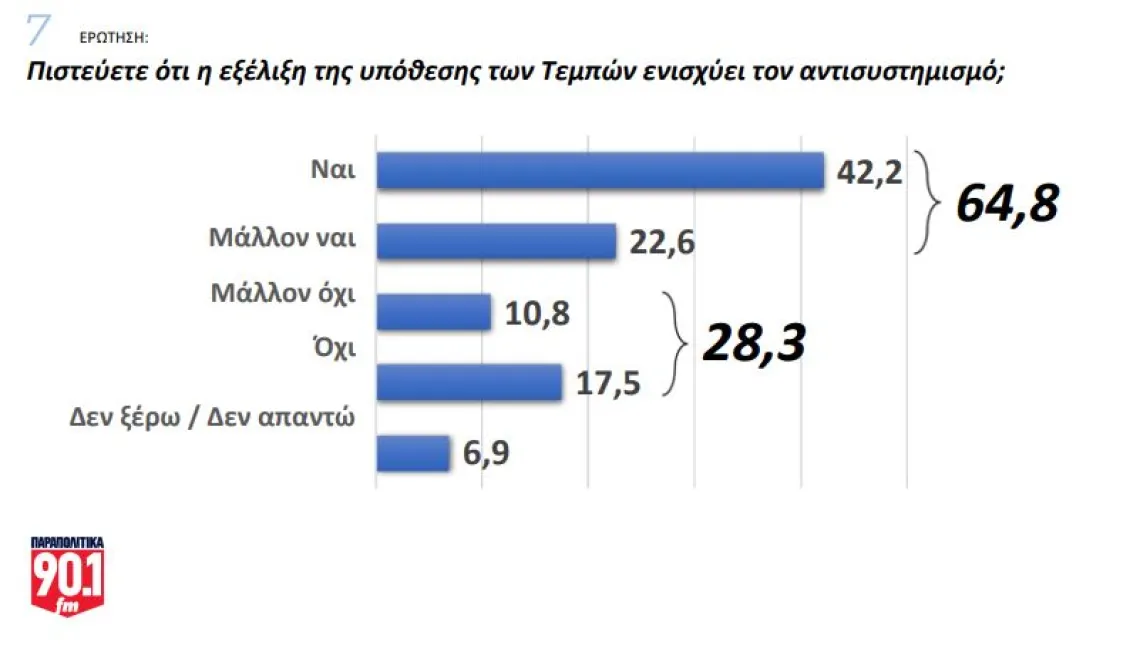 7
ΕΡΩΤΗΣΗ:
Πιστεύετε ότι η εξέλιξη της υπόθεσης των Τεμπών ενισχύει τον αντισυστημισμό;
Ναι 42,2
64,8
Μάλλον ναι 22,6
Μάλλον όχι 10,8
28,3
Όχι 17,5
Δεν ξέρω / Δεν απαντώ 6,9
ΠΑΡΑΠΟΛΙΤΙΚΑ
90.1
fm